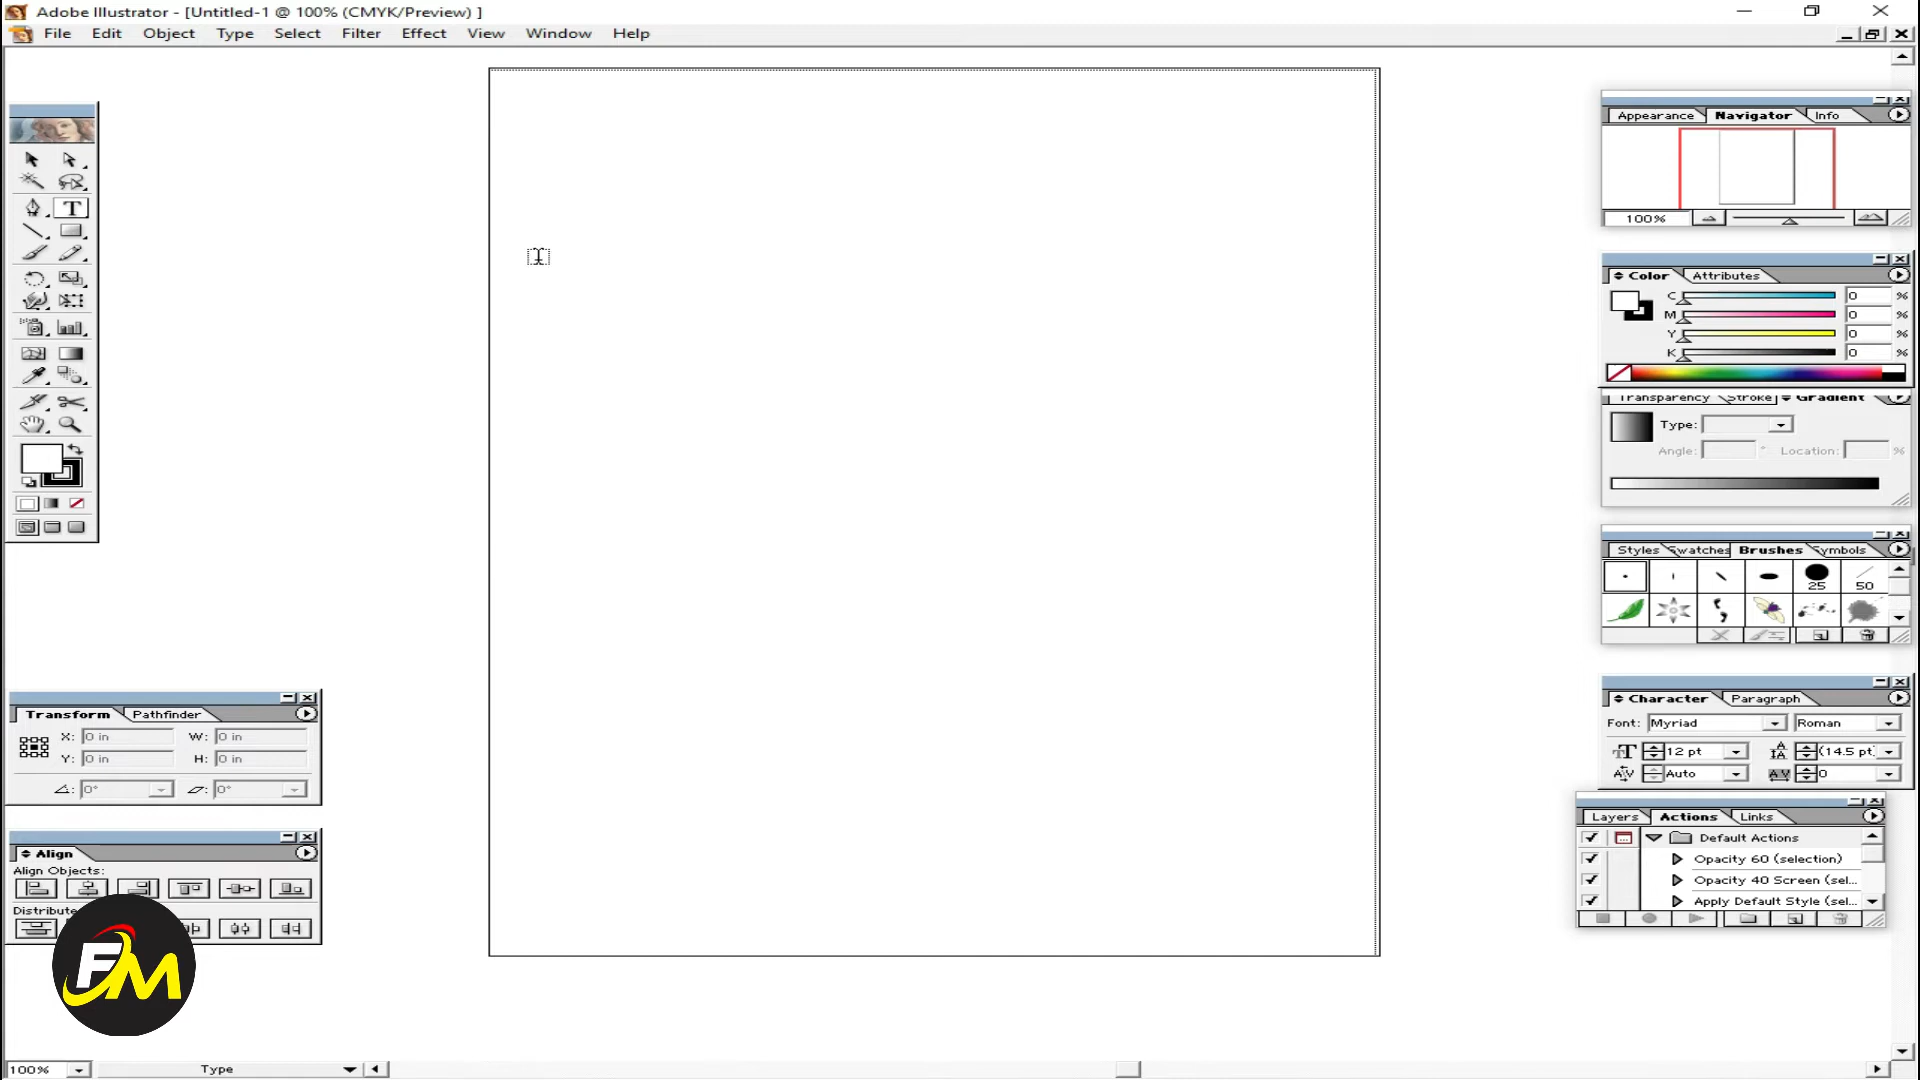 Adobe Illustrator - [Untitled-1 @ 100% (CMYK/Preview) ]
File Edit Object Type Select Filter Effect View Window Help
Appearance Navigator Info
100%
Color Attributes
C 0 %
M 0 %
Y 0 %
K 0 %
Transparency Stroke Gradient
Type:
Angle: ° Location: %
Styles Swatches Brushes Symbols
25 50
Transform Pathfinder
X: 0 in W: 0 in
Y: 0 in H: 0 in
0° 0°
Character Paragraph
Font: Myriad Roman
12 pt (14.5 pt)
Auto 0
Layers Actions Links
Default Actions
Opacity 60 (selection)
Opacity 40 Screen (sel...
Apply Default Style (sel...
Align
Align Objects:
Distribute
FM
100% Type